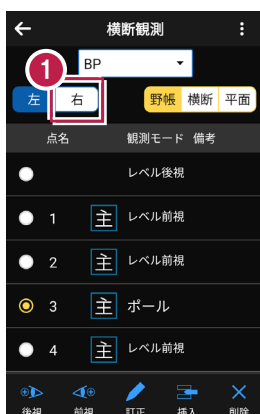 横断観測
1
BP
左 右 野帳 横断 平面
点名 観測モード 備考
レベル後視
1 主 レベル前視
2 主 レベル前視
3 主 ポール
4 主 レベル前視
後視 前視 訂正 挿入 削除